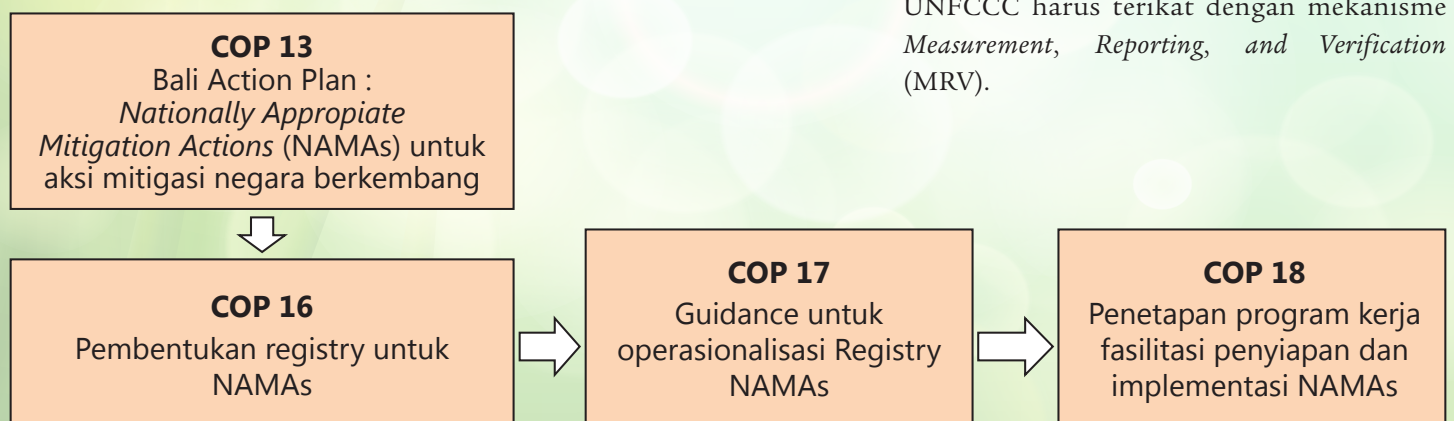 UNFCCC harus terikat dengan mekanisme
Measurement, Reporting, and Verification
(MRV).
COP 13
Bali Action Plan :
Nationally Appropiate
Mitigation Actions (NAMAs) untuk
aksi mitigasi negara berkembang
COP 16
Pembentukan registry untuk
NAMAs
COP 17
Guidance untuk
operasionalisasi Registry
NAMAs
COP 18
Penetapan program kerja
fasilitasi penyiapan dan
implementasi NAMAs